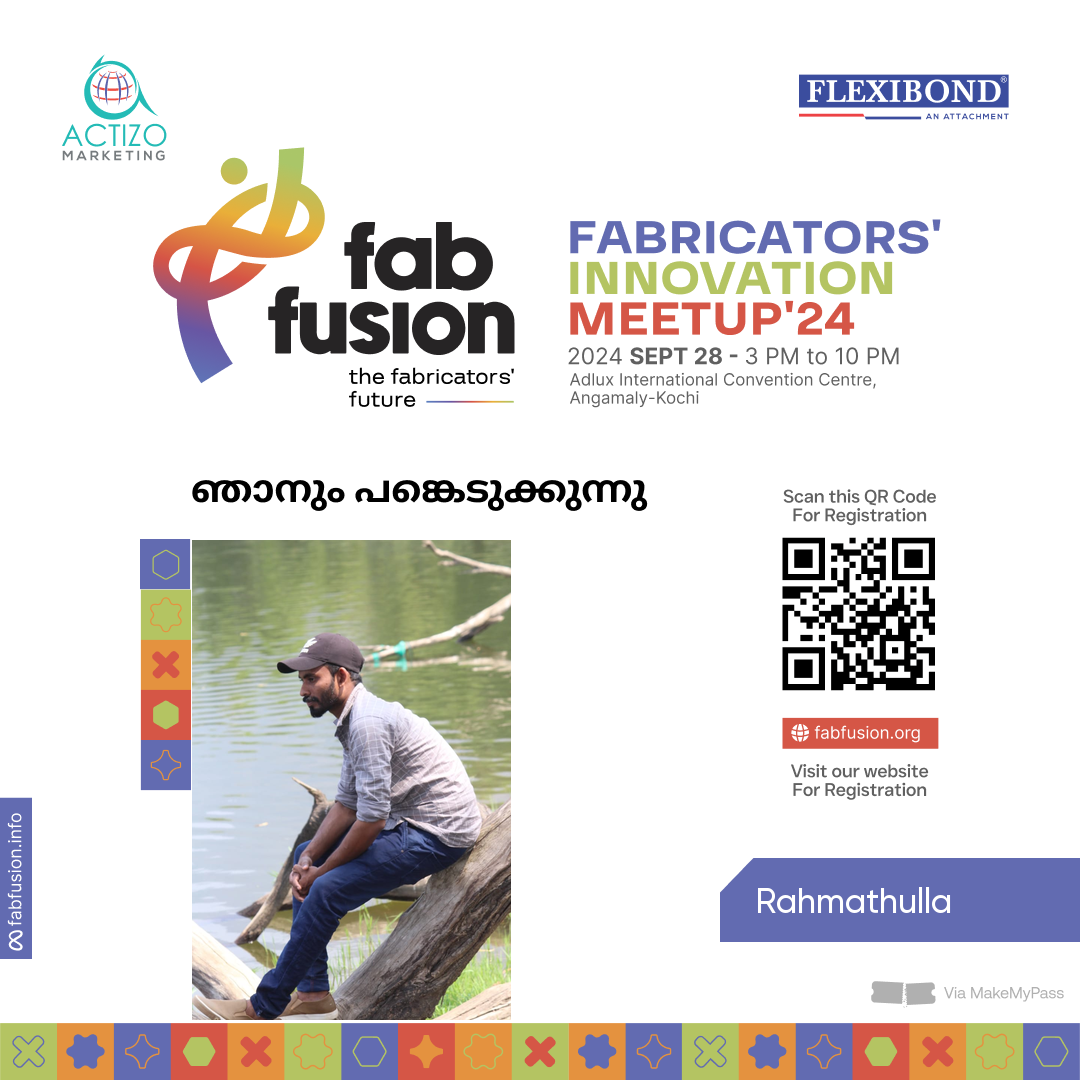 ACTIZO
MARKETING
FLEXIBOND®
AN ATTACHMENT
fab
fusion
the fabricators'
future
FABRICATORS'
INNOVATION
MEETUP'24
2024 SEPT 28 - 3 PM to 10 PM
Adlux International Convention Centre,
Angamaly-Kochi
ഞാനും പങ്കെടുക്കുന്നു
Scan this QR Code
For Registration
fabfusion.org
Visit our website
For Registration
fabfusion.info
Rahmathulla
Via MakeMyPass